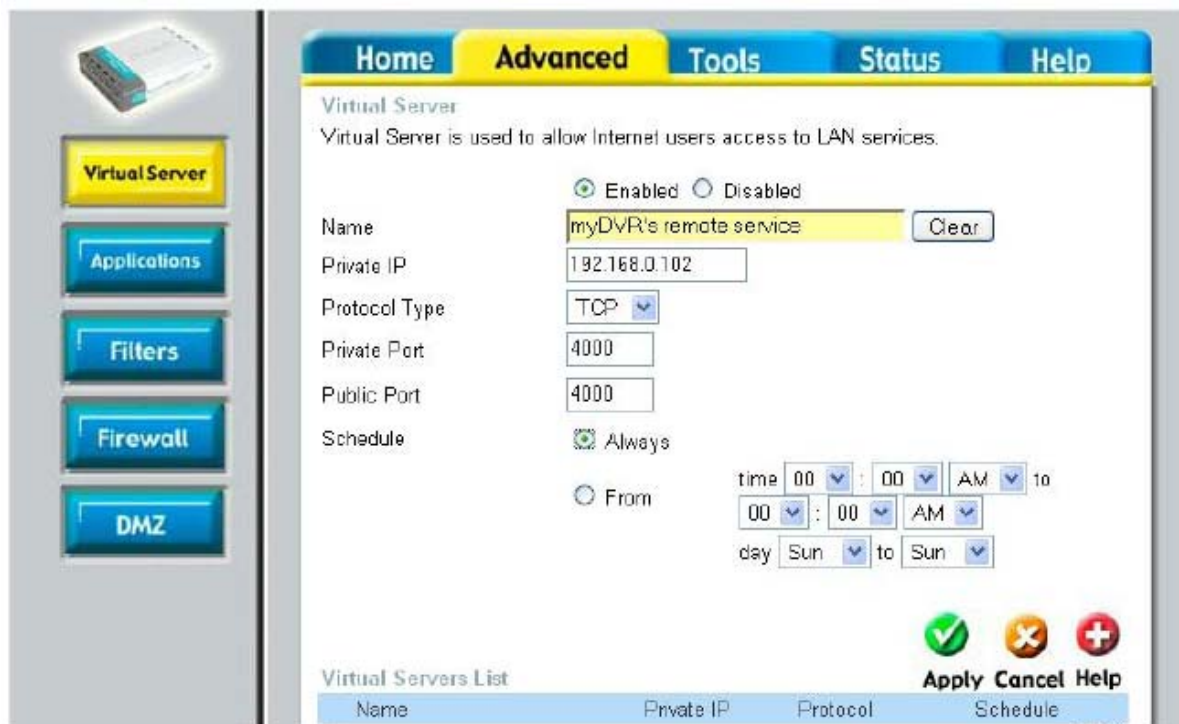 Home Advanced Tools Status Help
Virtual Server
Applications
Filters
Firewall
DMZ
Virtual Server
Virtual Server is used to allow Internet users access to LAN services.
Enabled Disabled
Name myDVR's remote service Clear
Private IP 192.168.0.102
Protocol Type TCP
Private Port 4000
Public Port 4000
Schedule Always
From time 00 : 00 AM to
00 : 00 AM
day Sun to Sun
Apply Cancel Help
Virtual Servers List
Name Private IP Protocol Schedule